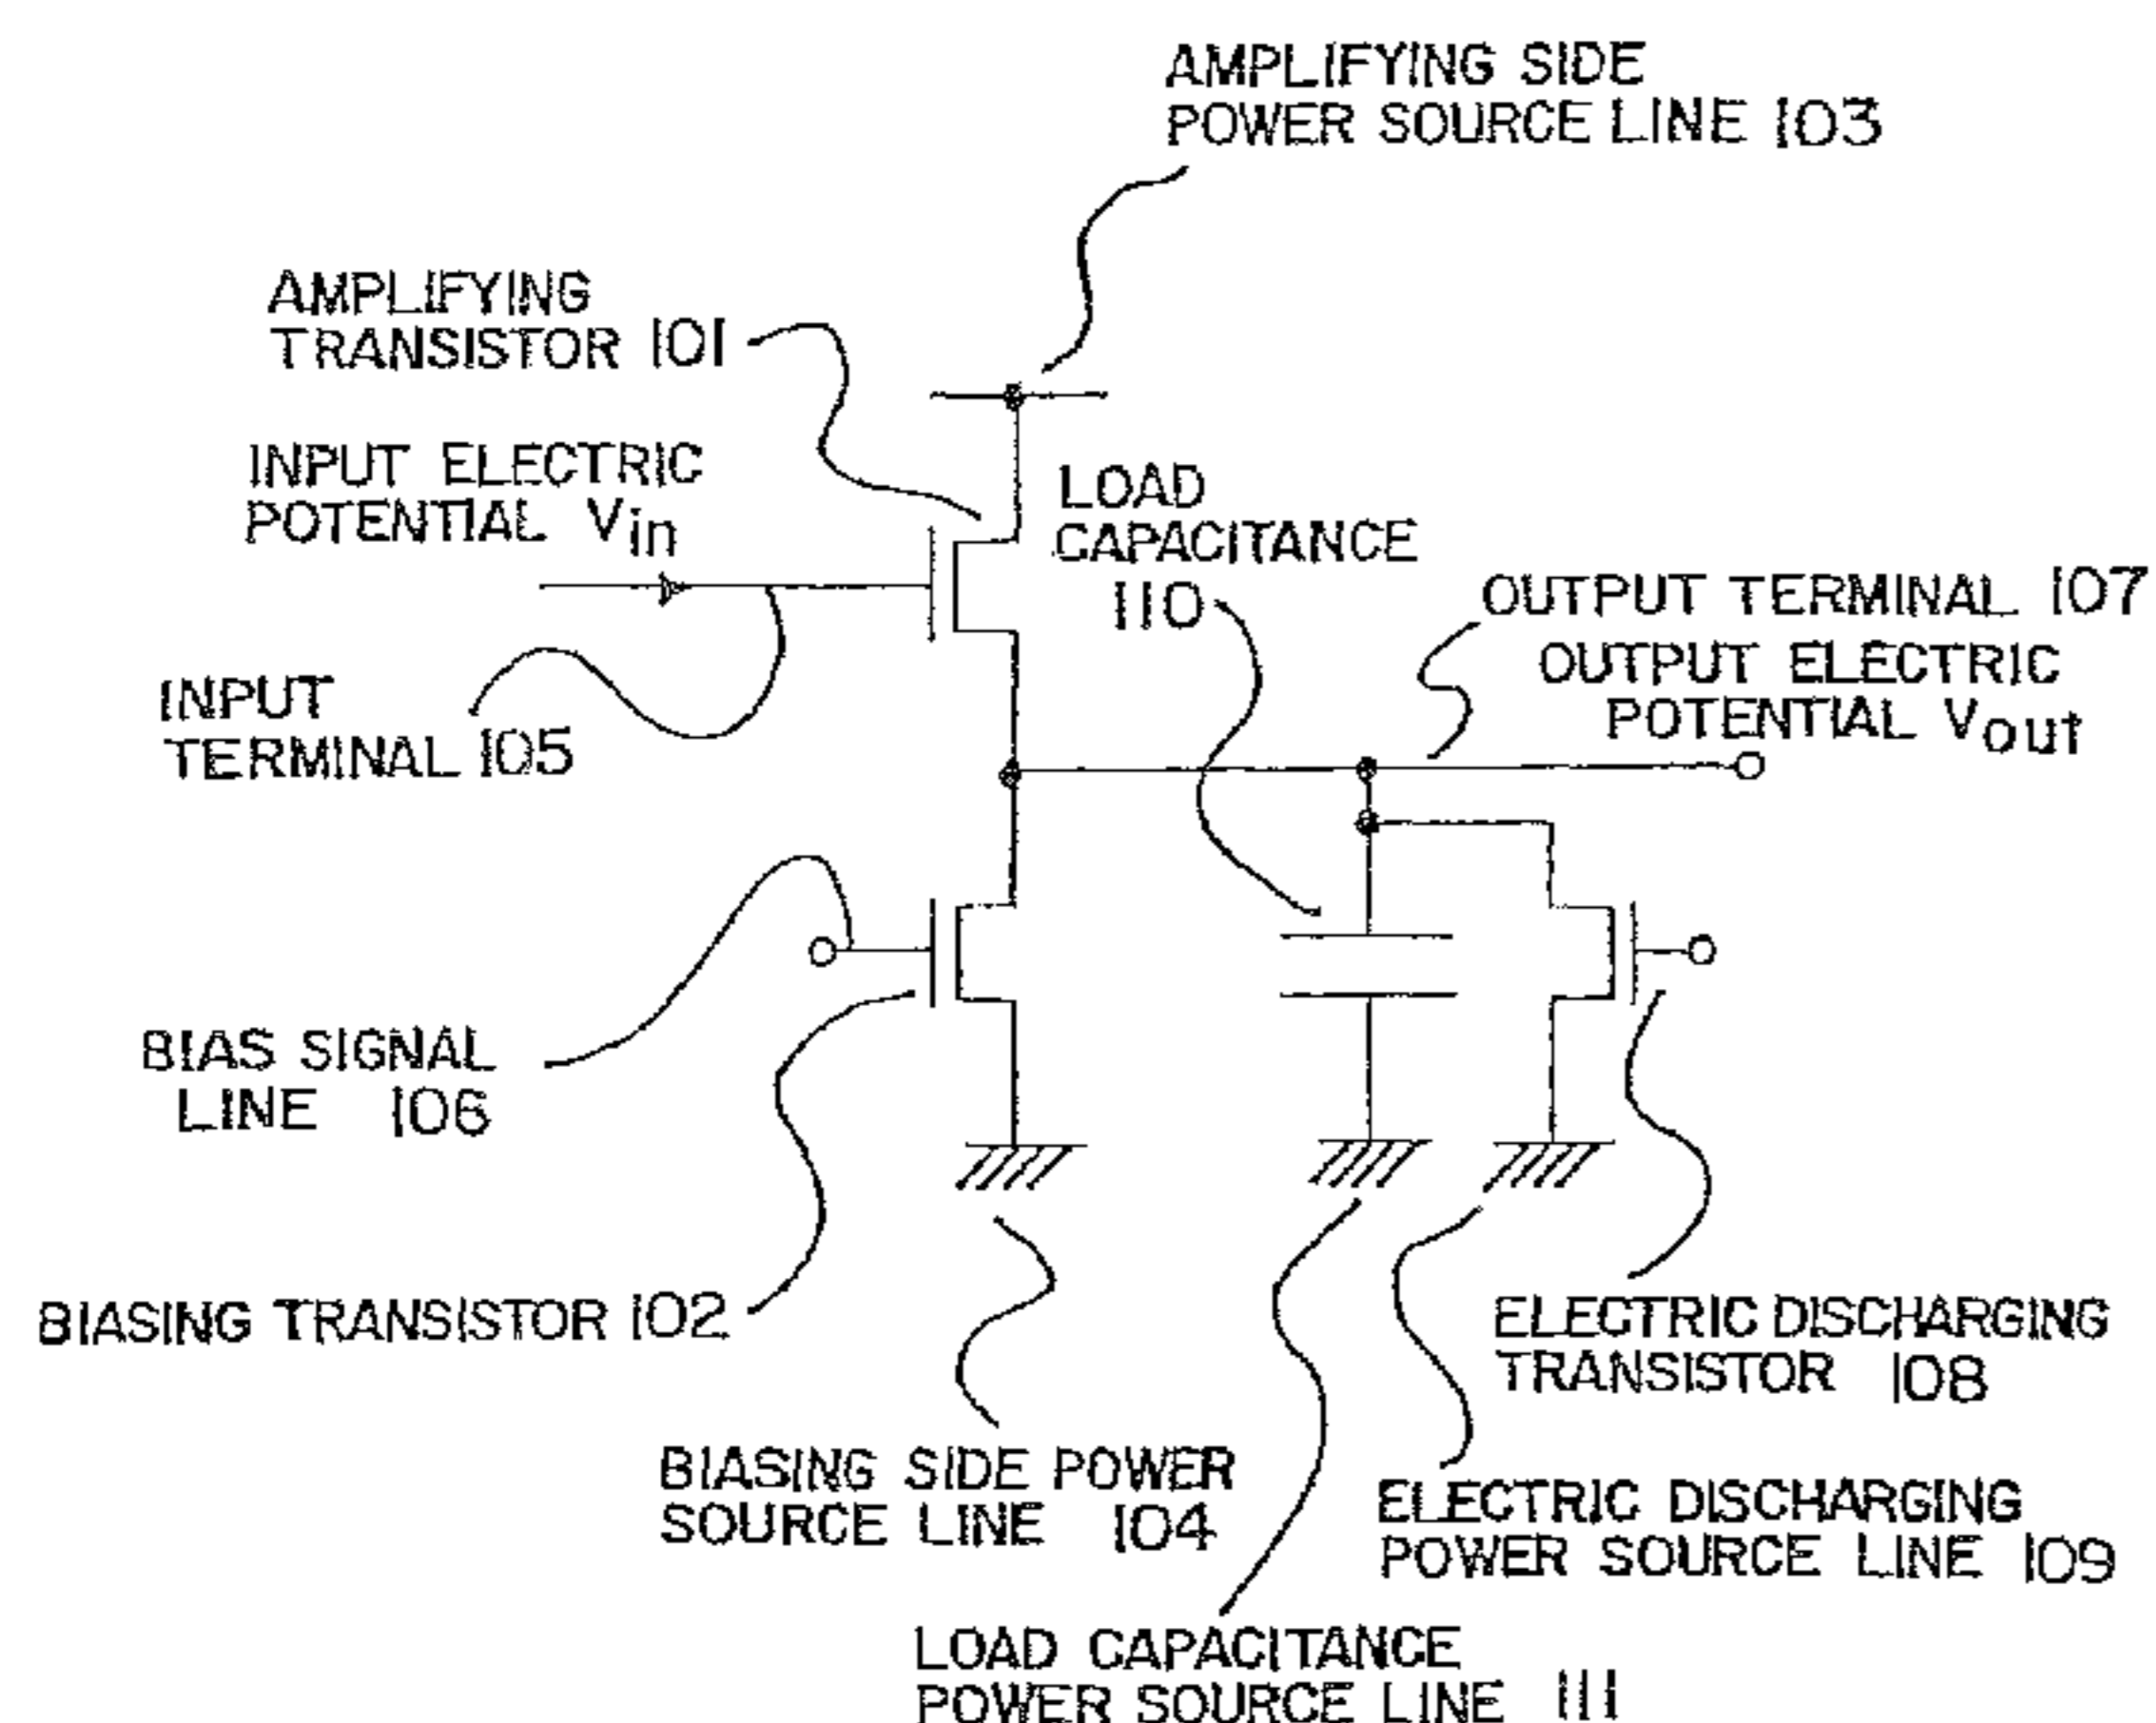 AMPLIFYING SIDE
POWER SOURCE LINE 103
AMPLIFYING
TRANSISTOR 101
INPUT ELECTRIC
POTENTIAL Vin
LOAD
CAPACITANCE
110
OUTPUT TERMINAL 107
OUTPUT ELECTRIC
POTENTIAL Vout
INPUT
TERMINAL 105
BIAS SIGNAL
LINE 106
BIASING TRANSISTOR 102
ELECTRIC DISCHARGING
TRANSISTOR 108
BIASING SIDE POWER
SOURCE LINE 104
ELECTRIC DISCHARGING
POWER SOURCE LINE 109
LOAD CAPACITANCE
POWER SOURCE LINE 111